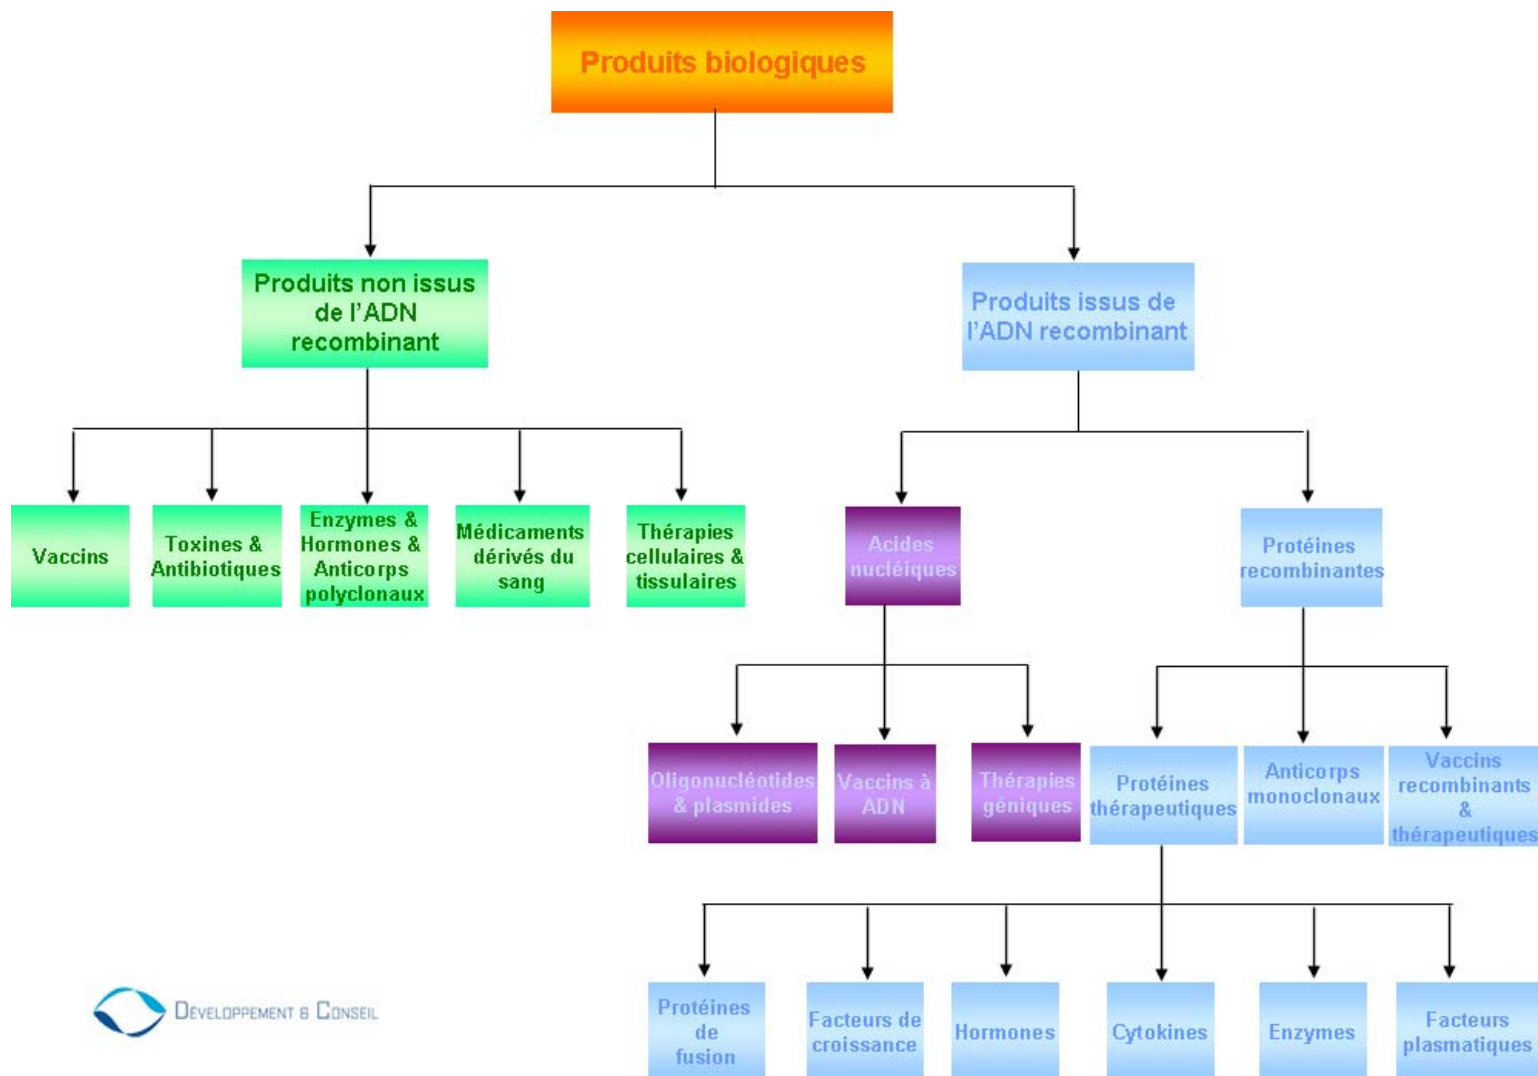 Produits biologiques
Produits non issus
de l'ADN
recombinant
Produits issus de
l'ADN recombinant
Vaccins
Toxines &
Antibiotiques
Enzymes &
Hormones &
Anticorps
polyclonaux
Médicaments
dérivés du
sang
Thérapies
cellulaires &
tissulaires
Acides
nucléiques
Protéines
recombinantes
Oligonucléotides
& plasmides
Vaccins à
ADN
Thérapies
géniques
Protéines
thérapeutiques
Anticorps
monoclonaux
Vaccins
recombinants
&
thérapeutiques
Protéines
de
fusion
Facteurs de
croissance
Hormones
Cytokines
Enzymes
Facteurs
plasmatiques
DÉVELOPPEMENT & CONSEIL